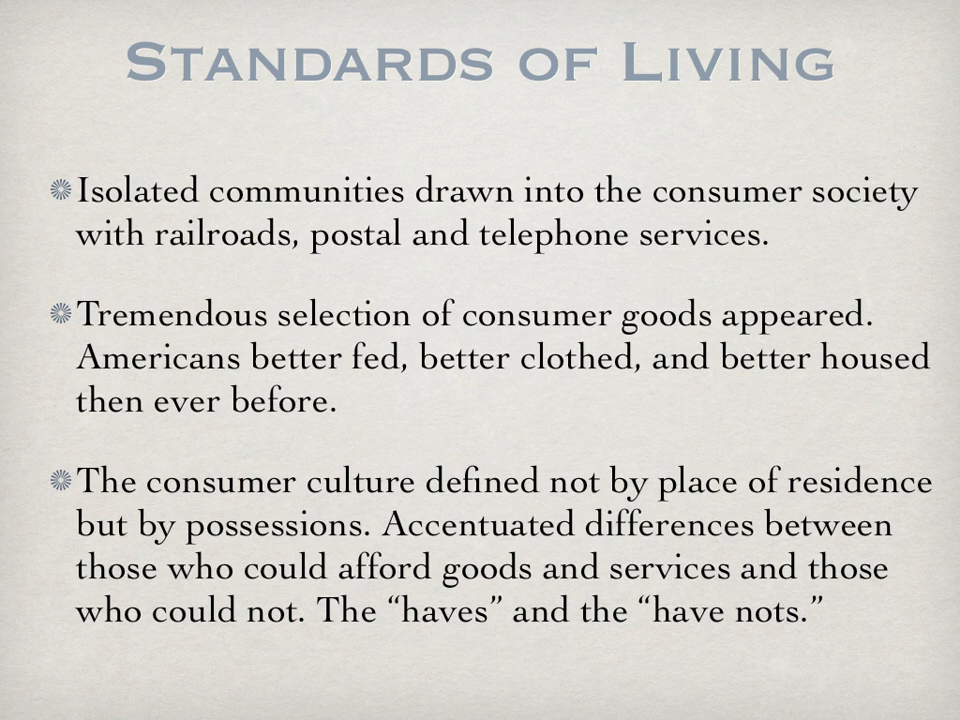 Standards of Living
Isolated communities drawn into the consumer society
with railroads, postal and telephone services.
Tremendous selection of consumer goods appeared.
Americans better fed, better clothed, and better housed
then ever before.
The consumer culture defined not by place of residence
but by possessions. Accentuated differences between
those who could afford goods and services and those
who could not. The “haves” and the “have nots.”